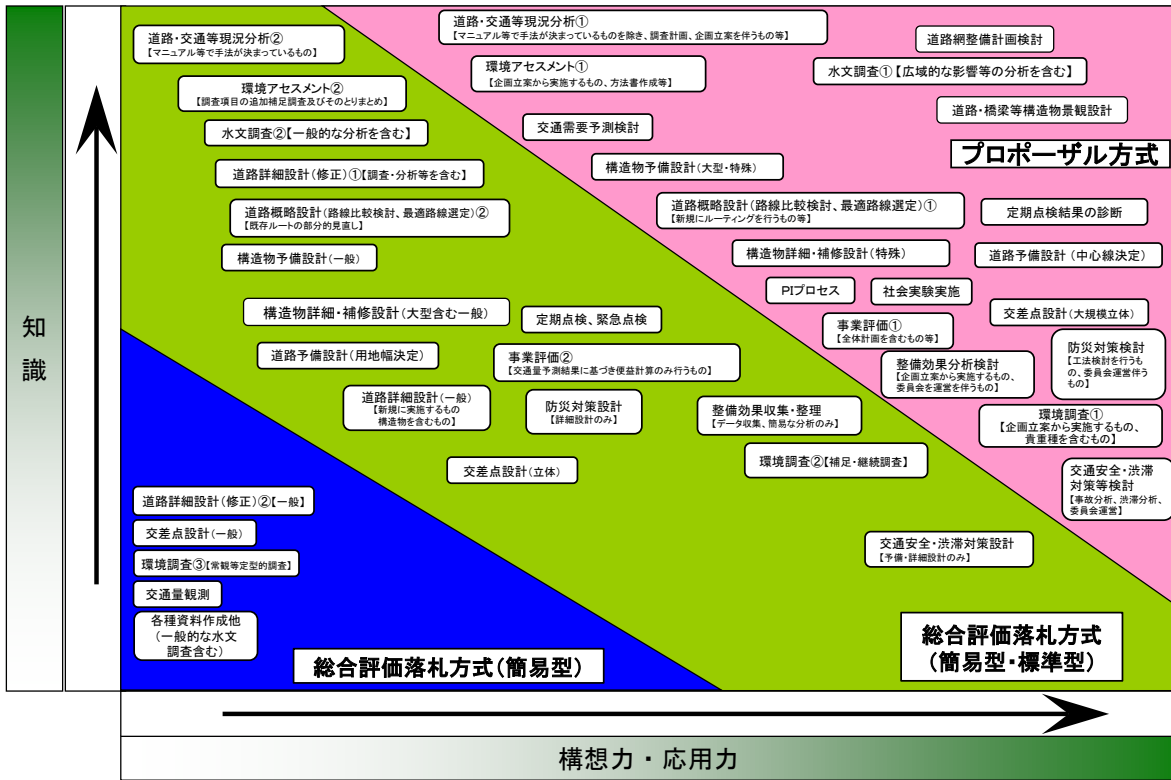 知
識
道路・交通等現況分析②
【マニュアル等で手法が決まっているもの】
環境アセスメント②
【調査項目の追加補足調査及びそのとりまとめ】
水文調査②【一般的な分析を含む】
道路詳細設計(修正)①【調査・分析等を含む】
道路概略設計(路線比較検討、最適路線選定)②
【既存ルートの部分的見直し】
構造物予備設計(一般)
構造物詳細・補修設計(大型含む一般)
定期点検、緊急点検
道路予備設計(用地幅決定)
事業評価②
【交通量予測結果に基づき便益計算のみ行うもの】
道路詳細設計(一般)
【新規に実施するもの
構造物を含むもの】
防災対策設計
【詳細設計のみ】
整備効果収集・整理
【データ収集、簡易な分析のみ】
交差点設計(立体)
環境調査②【補足・継続調査】
交通安全・渋滞対策設計
【予備・詳細設計のみ】
総合評価落札方式
(簡易型・標準型)
道路・交通等現況分析①
【マニュアル等で手法が決まっているものを除き、調査計画、企画立案を伴うもの等】
環境アセスメント①
【企画立案から実施するもの、方法書作成等】
交通需要予測検討
構造物予備設計(大型・特殊)
道路網整備計画検討
水文調査①【広域的な影響等の分析を含む】
道路・橋梁等構造物景観設計
プロポーザル方式
道路概略設計(路線比較検討、最適路線選定)①
【新規にルーティングを行うもの等】
定期点検結果の診断
構造物詳細・補修設計(特殊)
道路予備設計(中心線決定)
PIプロセス
社会実験実施
交差点設計(大規模立体)
事業評価①
【全体計画を含むもの等】
整備効果分析検討
【企画立案から実施するもの、
委員会を運営を伴うもの】
防災対策検討
【工法検討を行うも
の、委員会運営伴う
もの】
環境調査①
【企画立案から実施するもの、
貴重種を含むもの】
交通安全・渋滞
対策等検討
【事故分析、渋滞分析、
委員会運営】
道路詳細設計(修正)②【一般】
交差点設計(一般)
環境調査③【常観等定型的調査】
交通量観測
各種資料作成他
(一般的な水文
調査含む)
総合評価落札方式(簡易型)
構想力・応用力